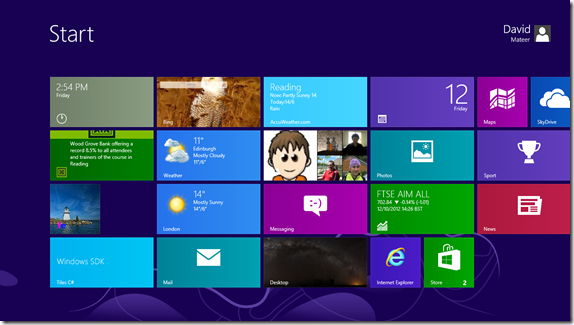 Start
David
Mateer
2:54 PM
Friday
Bing
Reading
Now: Partly Sunny 14
Today:14/6
Rain
AccuWeather.com
12
Friday
Maps
SkyDrive
Wood Grove Bank offering a
record 8.5% to all attendees
and trainers of the course in
Reading
11°
Edinburgh
Mostly Cloudy
11°/6°
Weather
Photos
Sport
14°
Mostly Sunny
14°/6°
London
Messaging
FTSE AIM ALL
702.84 ▼ -0.14% (-1.01)
12/10/2012 14:26 BST
News
Windows SDK
Tiles C#
Mail
Desktop
Internet Explorer
Store
2